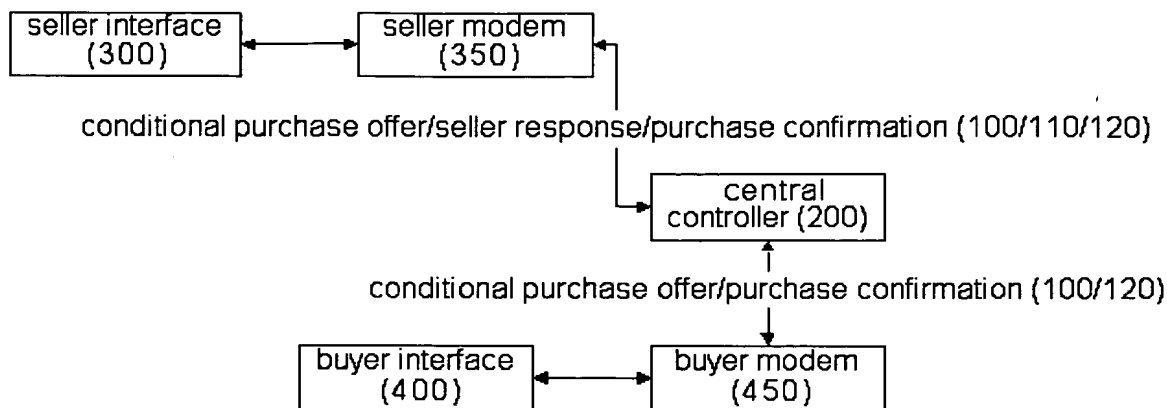 seller interface
(300)
seller modem
(350)
conditional purchase offer/seller response/purchase confirmation (100/110/120)
central
controller (200)
conditional purchase offer/purchase confirmation (100/120)
buyer interface
(400)
buyer modem
(450)